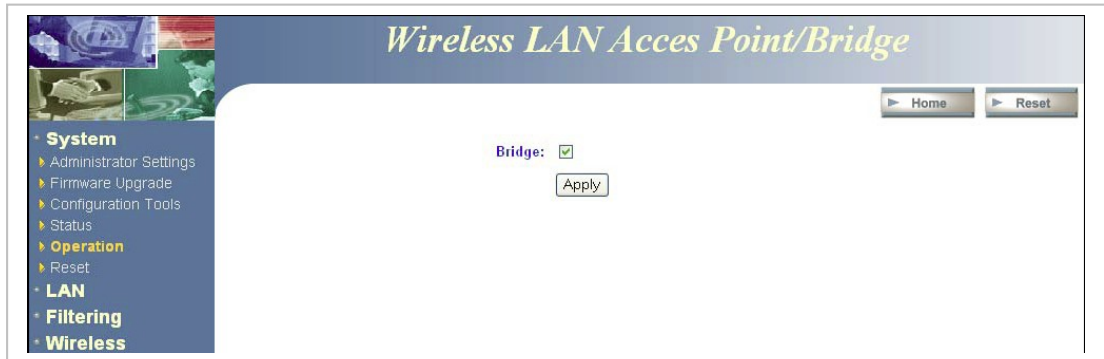 Wireless LAN Acces Point/Bridge
Home Reset
System
Administrator Settings
Firmware Upgrade
Configuration Tools
Status
Operation
Reset
LAN
Filtering
Wireless
Bridge:
Apply